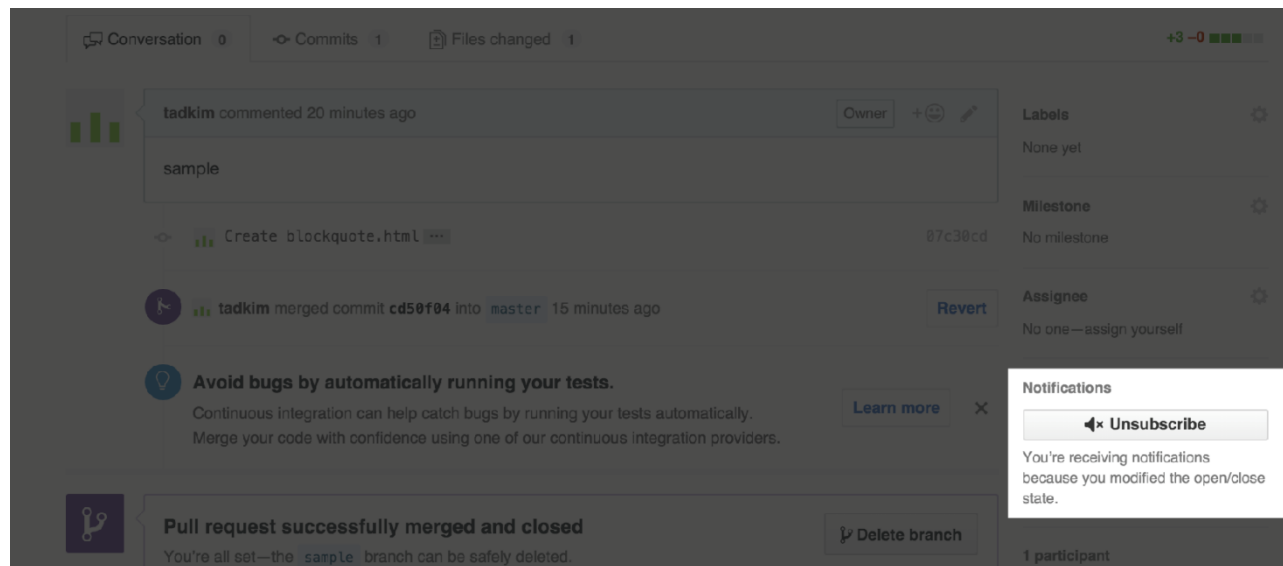 Conversation 0 Commits 1 Files changed 1 +3 −0
tadkim commented 20 minutes ago Owner +
sample
Create blockquote.html ... 07c30cd
tadkim merged commit cd50f04 into master 15 minutes ago Revert
Avoid bugs by automatically running your tests.
Continuous integration can help catch bugs by running your tests automatically.
Merge your code with confidence using one of our continuous integration providers.
Learn more ×
Pull request successfully merged and closed
You're all set—the sample branch can be safely deleted.
Delete branch
Labels
None yet
Milestone
No milestone
Assignee
No one—assign yourself
Notifications
Unsubscribe
You're receiving notifications
because you modified the open/close
state.
1 participant